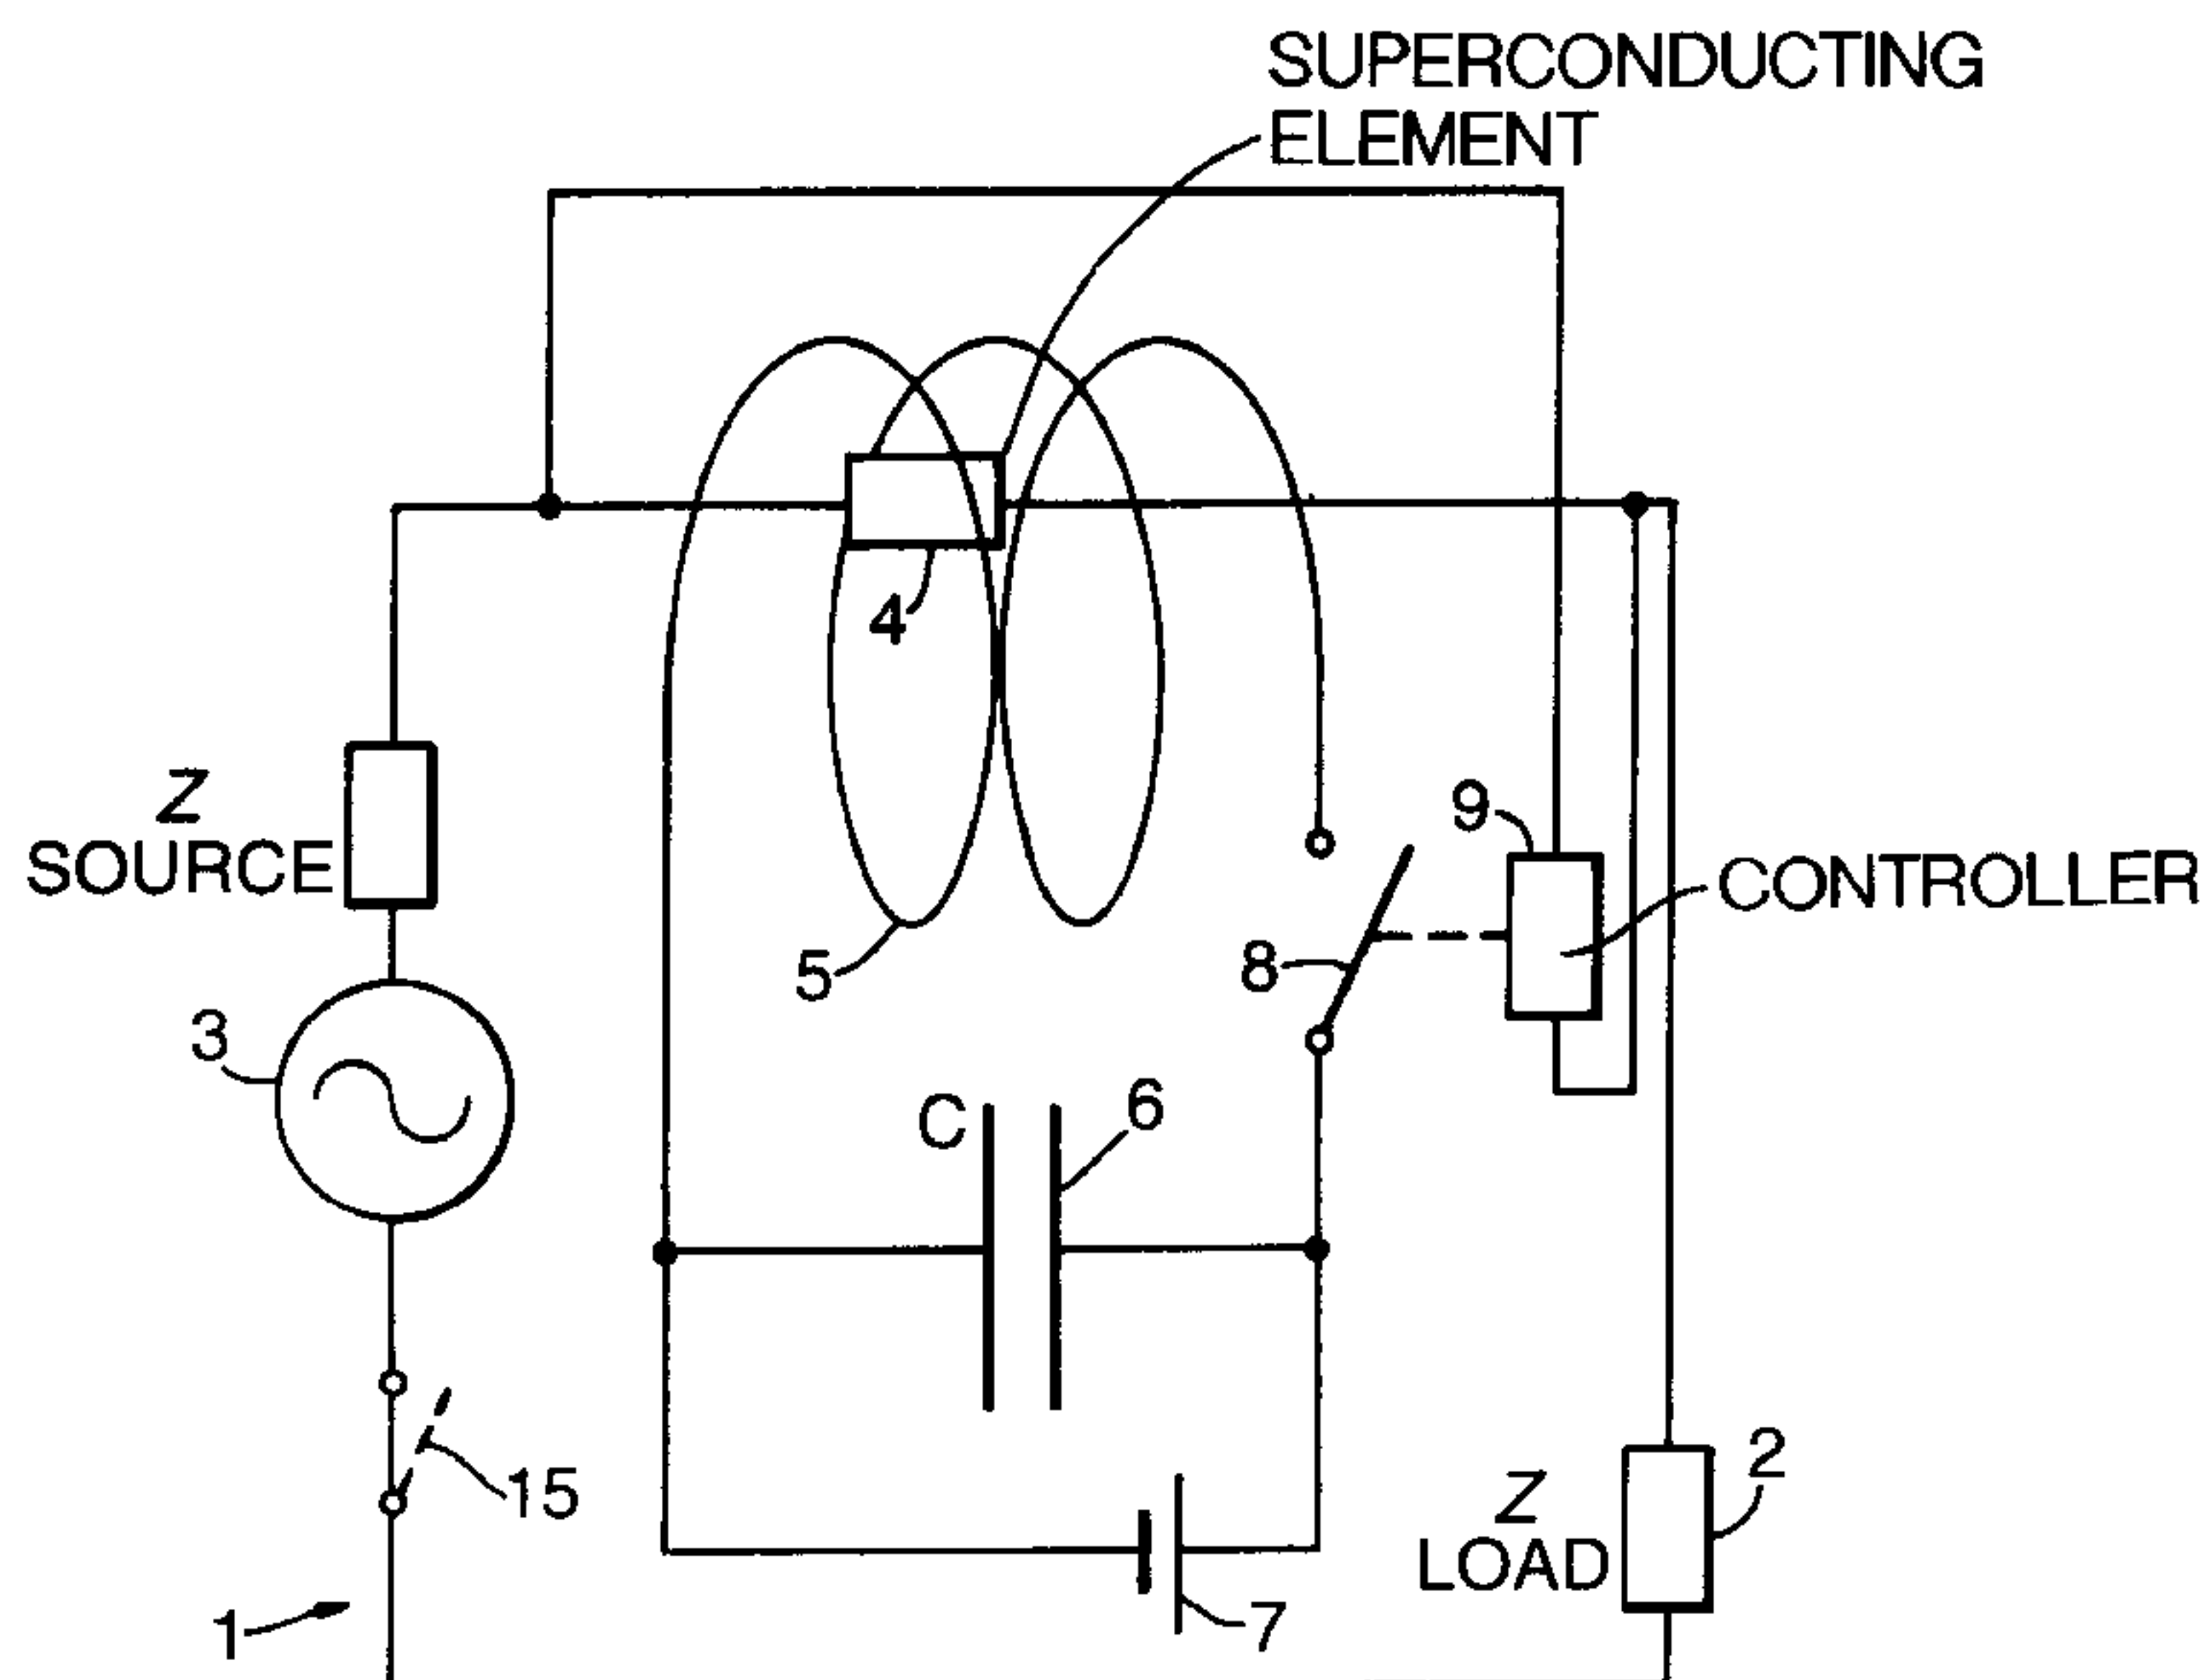 SUPERCONDUCTING
ELEMENT
4
Z
SOURCE
9
CONTROLLER
5
8
3
C
6
2
Z
LOAD
15
1
7